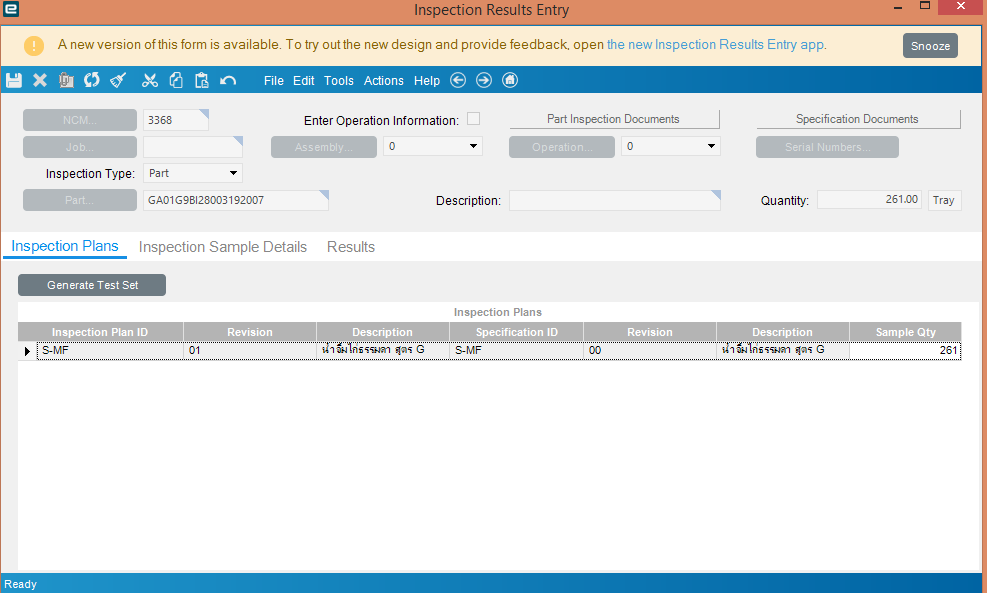 Inspection Results Entry
A new version of this form is available. To try out the new design and provide feedback, open the new Inspection Results Entry app.
Snooze
File Edit Tools Actions Help
NCM... 3368 Enter Operation Information: Part Inspection Documents Specification Documents
Job... Assembly... 0 Operation... 0 Serial Numbers...
Inspection Type: Part
Part... GA01G9BI28003192007 Description: Quantity: 261.00 Tray
Inspection Plans Inspection Sample Details Results
Generate Test Set
Inspection Plans
Inspection Plan ID Revision Description Specification ID Revision Description Sample Qty
S-MF 01 น้ำจิ้มไก่ธรรมดา สูตร G S-MF 00 น้ำจิ้มไก่ธรรมดา สูตร G 261
Ready